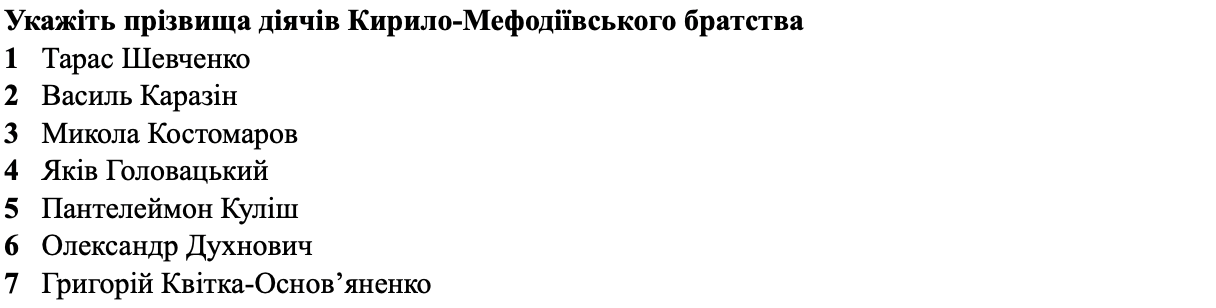 Укажіть прізвища діячів Кирило-Мефодіївського братства
1 Тарас Шевченко
2 Василь Каразін
3 Микола Костомаров
4 Яків Головацький
5 Пантелеймон Куліш
6 Олександр Духнович
7 Григорій Квітка-Основ’яненко